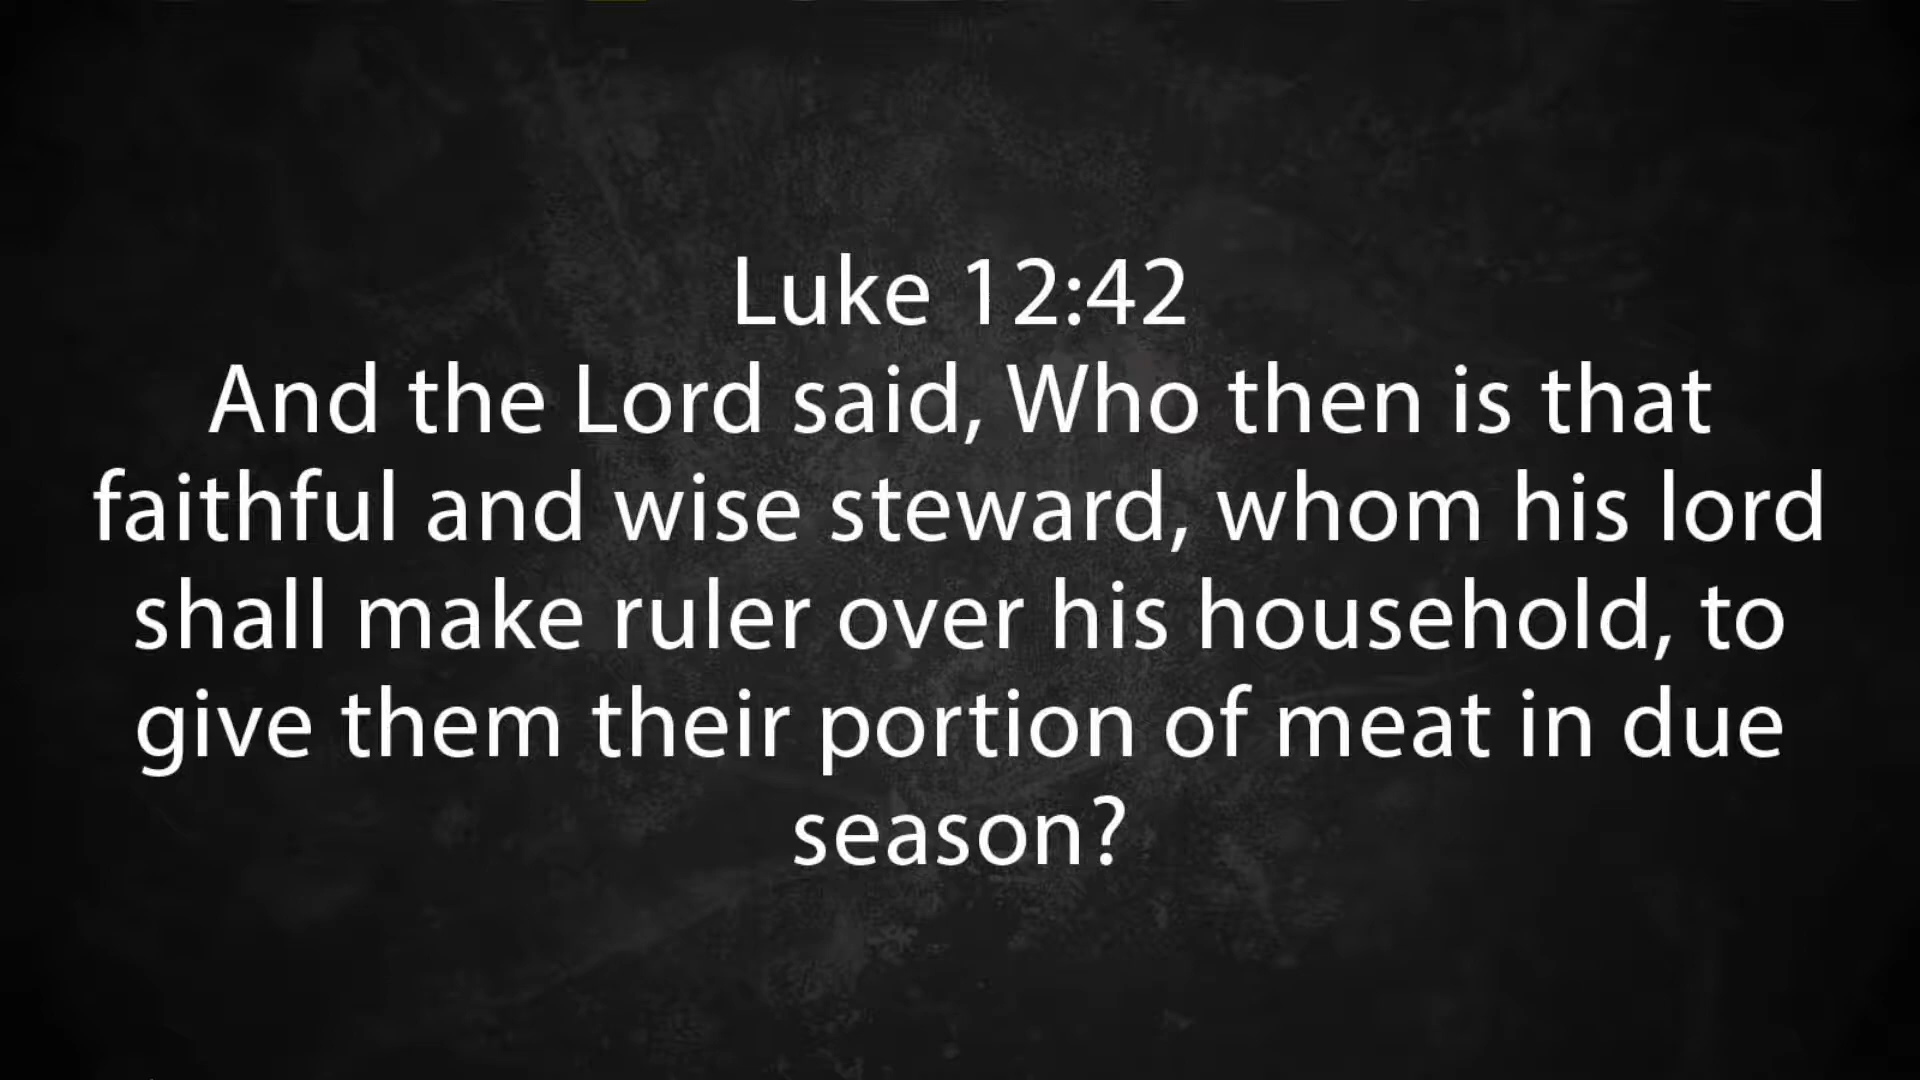 Luke 12:42
And the Lord said, Who then is that
faithful and wise steward, whom his lord
shall make ruler over his household, to
give them their portion of meat in due
season?